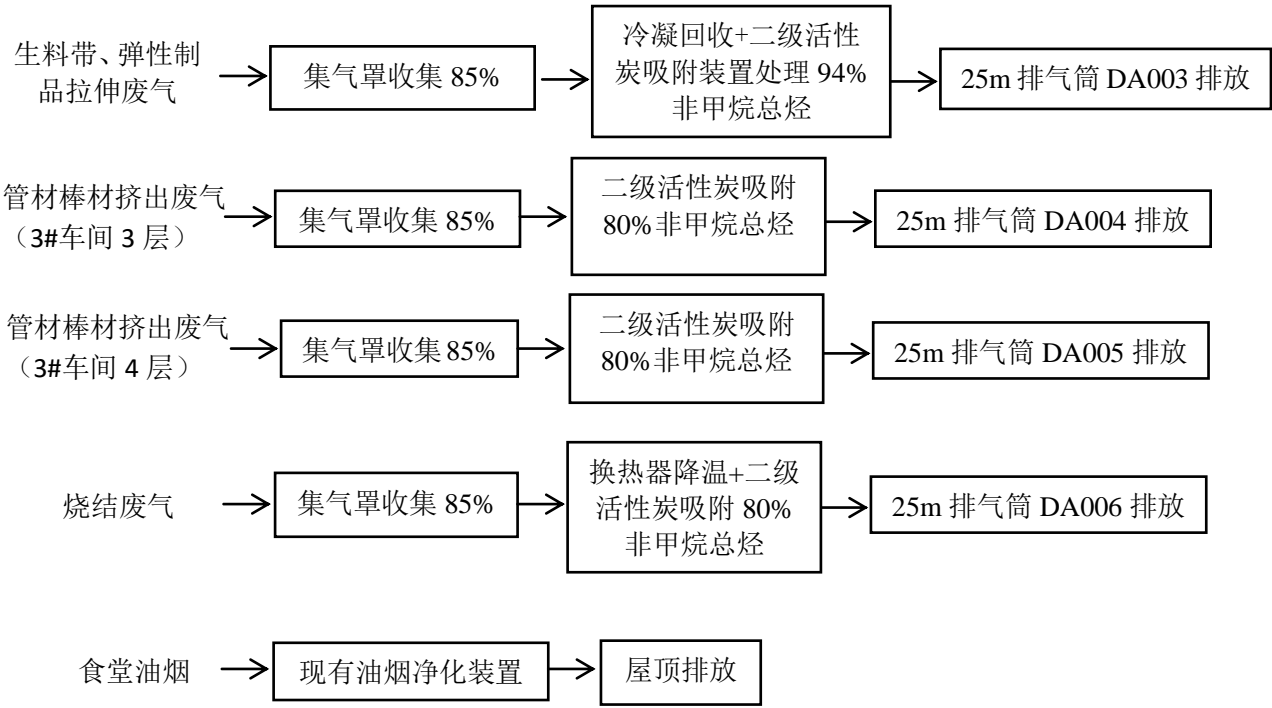 生料带、弹性制
品拉伸废气
集气罩收集 85%
冷凝回收+二级活性
炭吸附装置处理 94%
非甲烷总烃
25m 排气筒 DA003 排放
管材棒材挤出废气
（3#车间 3 层）
集气罩收集 85%
二级活性炭吸附
80%非甲烷总烃
25m 排气筒 DA004 排放
管材棒材挤出废气
（3#车间 4 层）
集气罩收集 85%
二级活性炭吸附
80%非甲烷总烃
25m 排气筒 DA005 排放
烧结废气
集气罩收集 85%
换热器降温+二级
活性炭吸附 80%
非甲烷总烃
25m 排气筒 DA006 排放
食堂油烟
现有油烟净化装置
屋顶排放